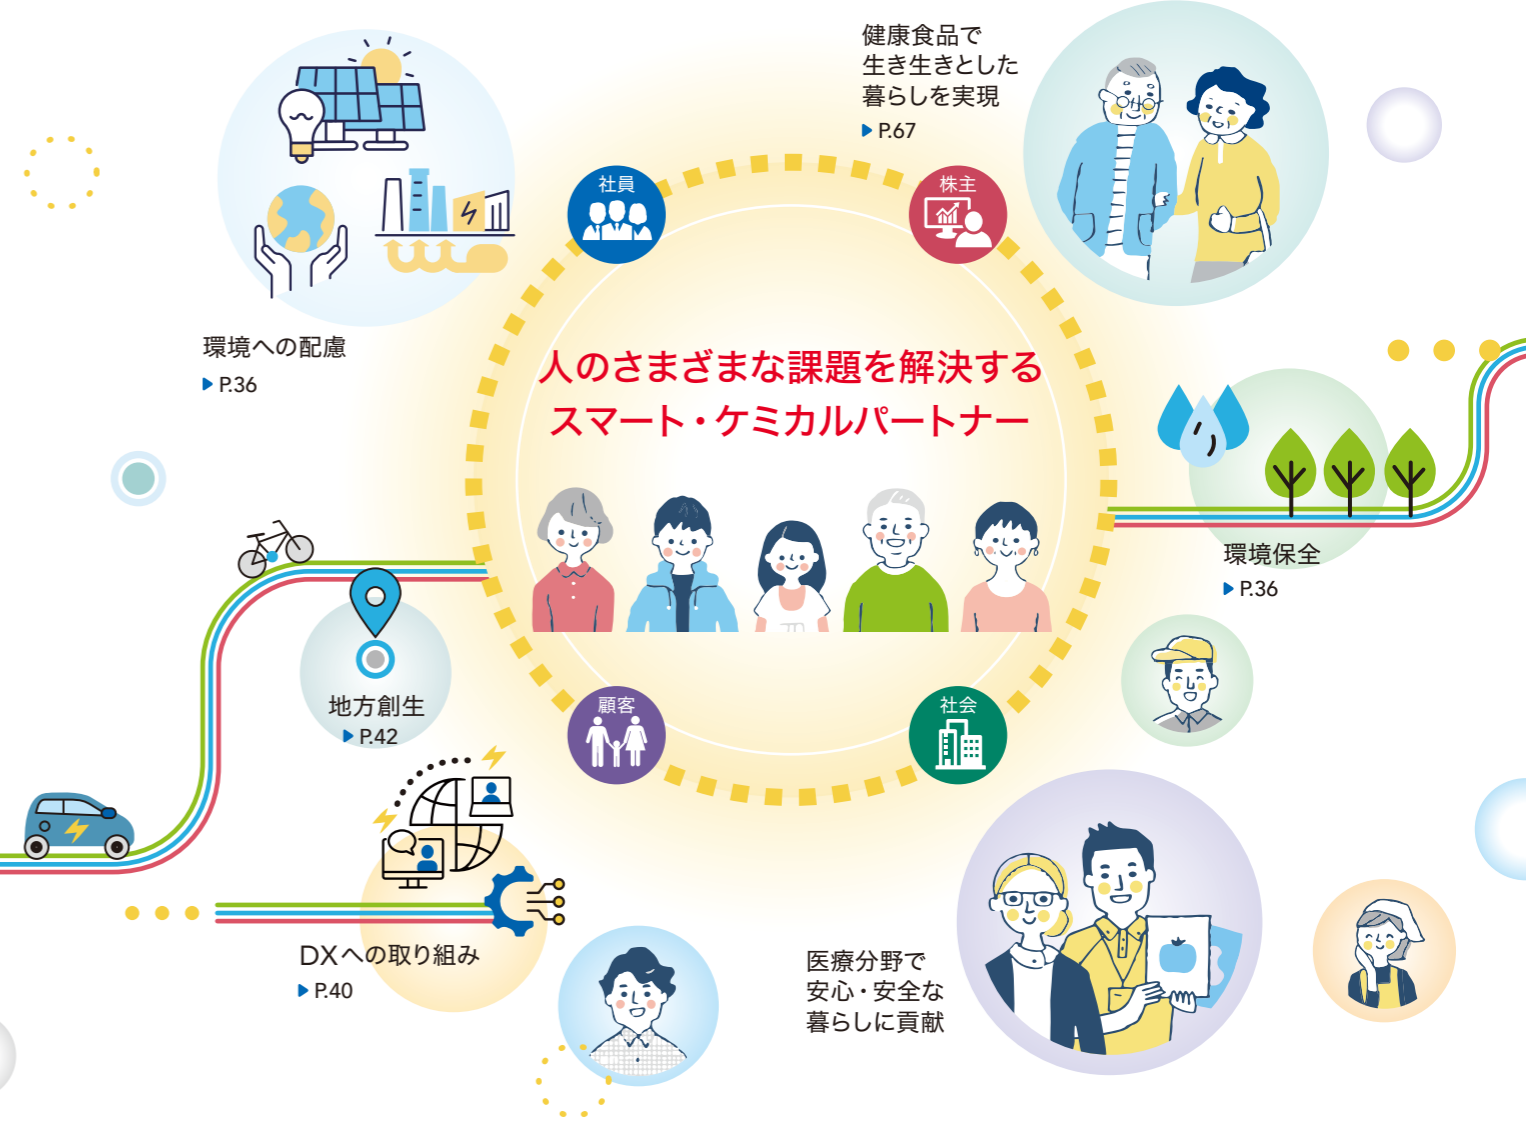 健康食品で
生き生きとした
暮らしを実現
P.67
社員
株主
環境への配慮
P.36
人のさまざまな課題を解決する
スマート・ケミカルパートナー
環境保全
P.36
地方創生
P.42
顧客
社会
DXへの取り組み
P.40
医療分野で
安心・安全な
暮らしに貢献